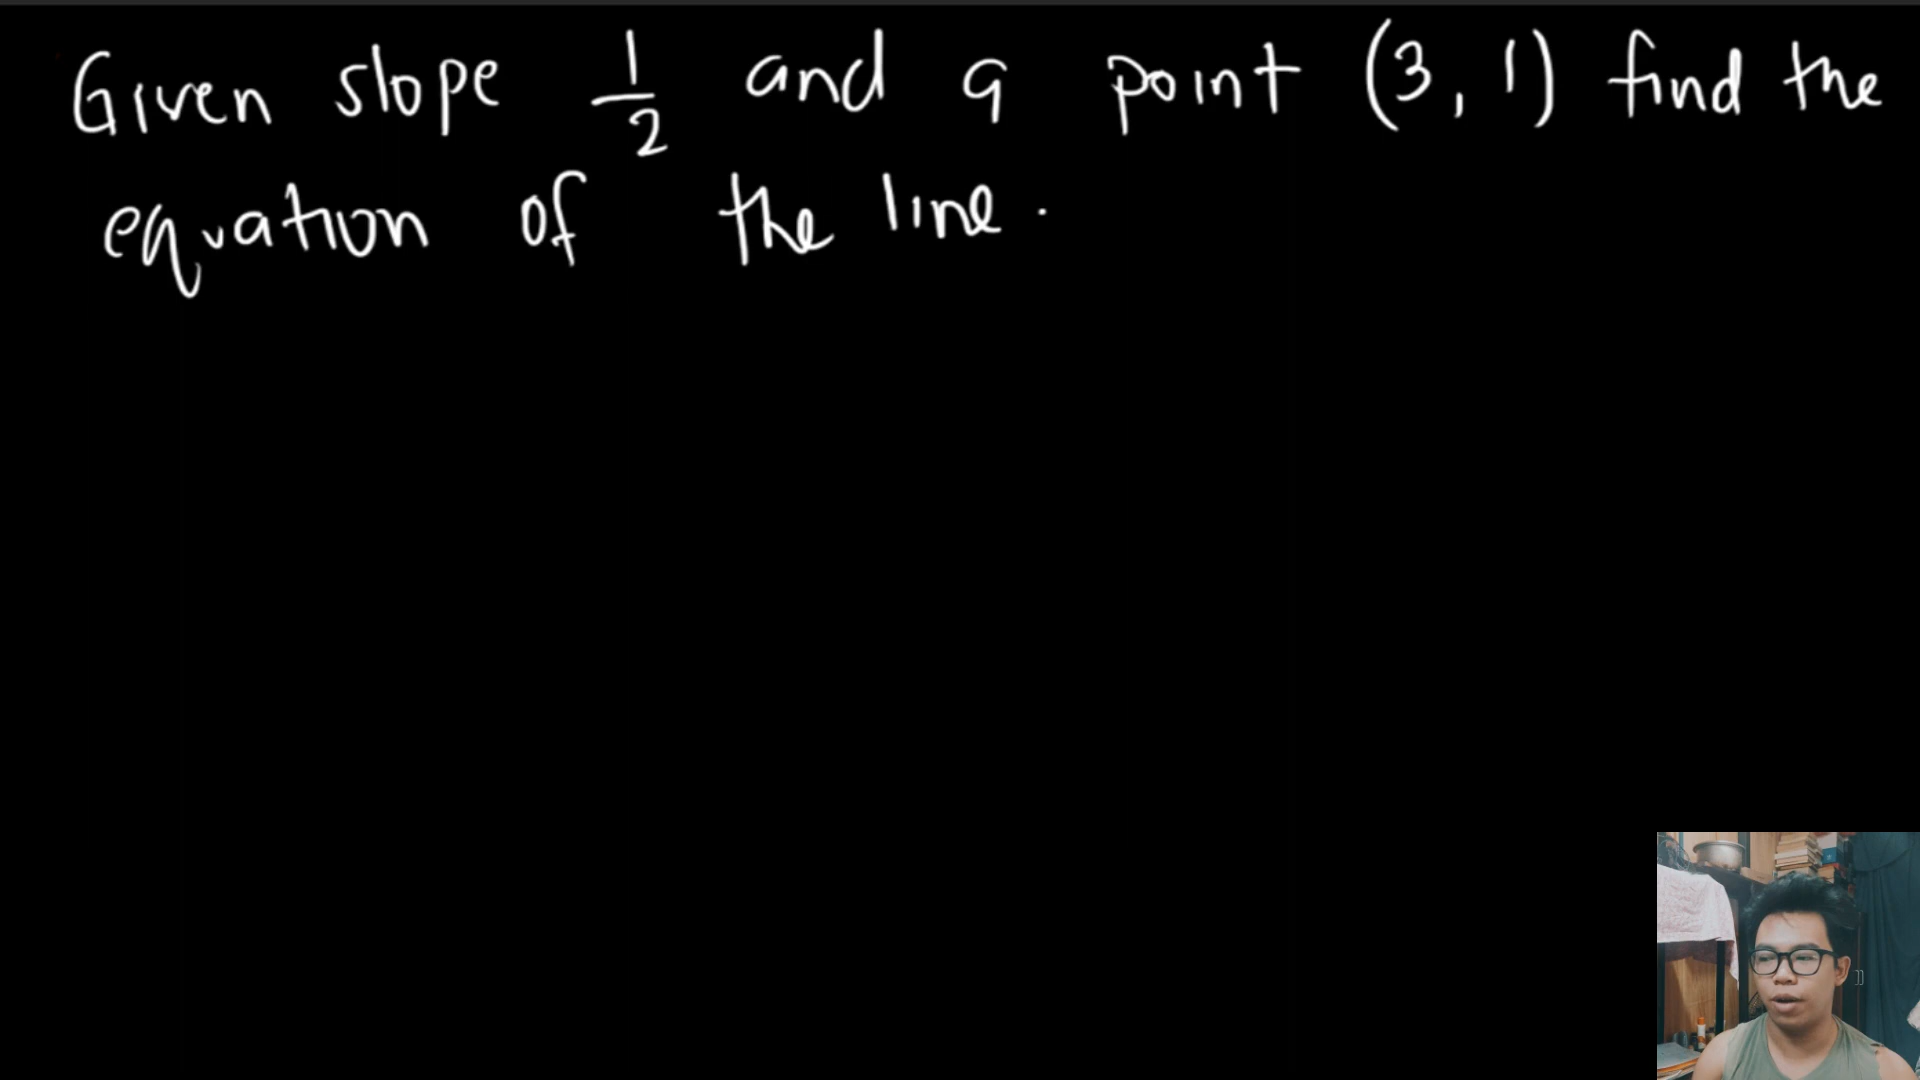 Given slope 1/2 and a point (3, 1) find the
equation of the line.